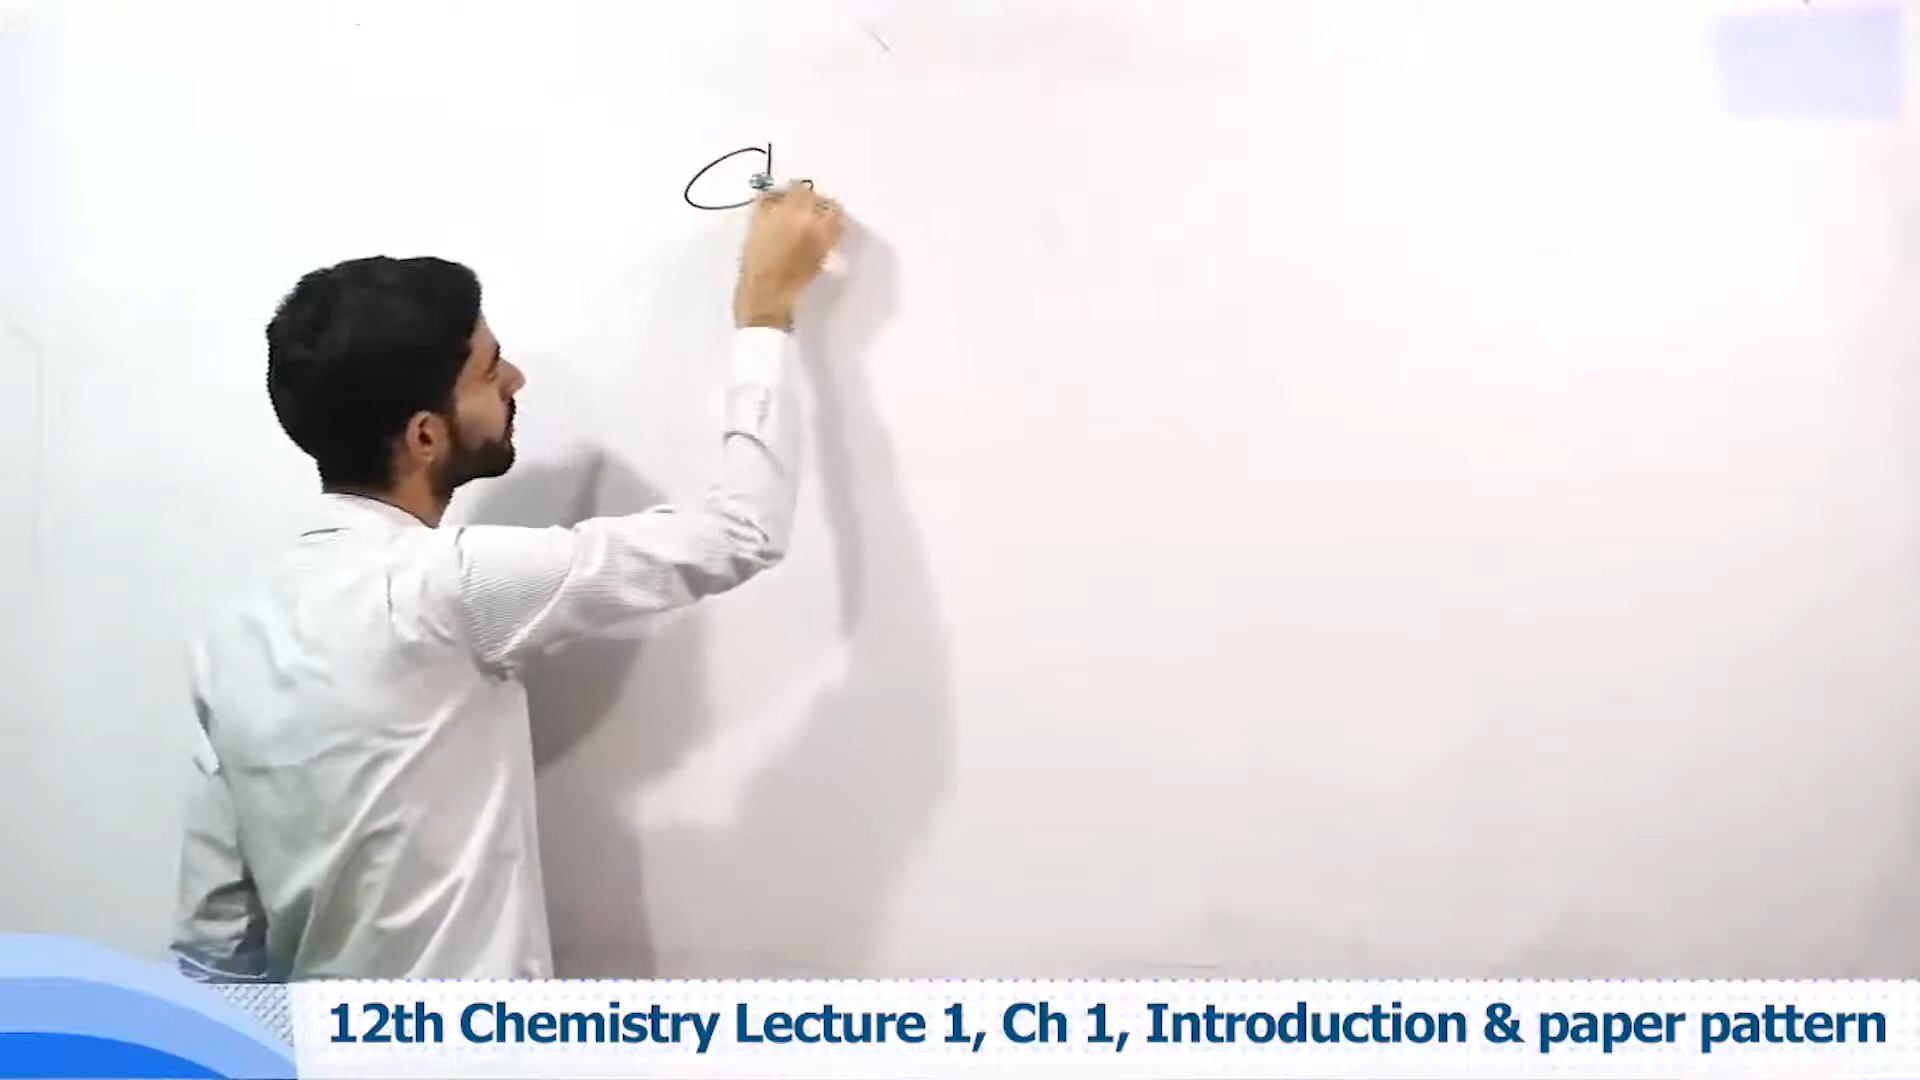 12th Chemistry Lecture 1, Ch 1, Introduction & paper pattern